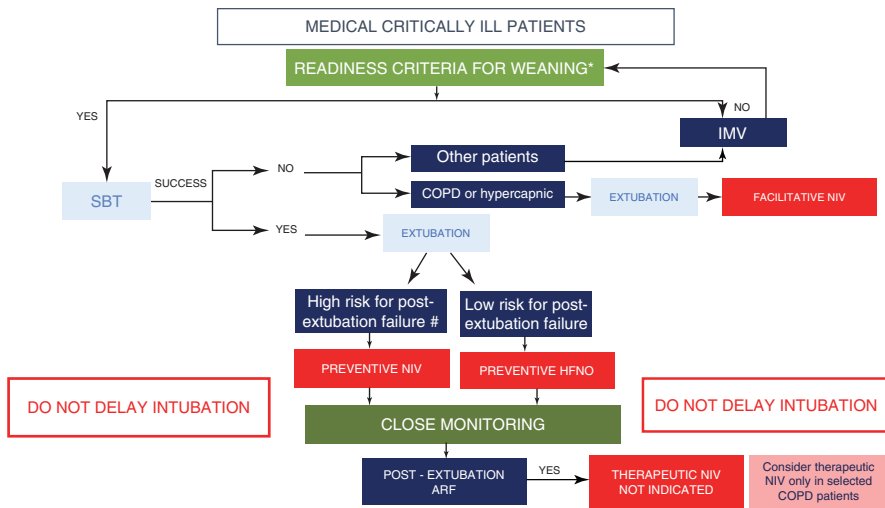 MEDICAL CRITICALLY ILL PATIENTS
READINESS CRITERIA FOR WEANING*
YES
NO
IMV
SBT
SUCCESS
NO
Other patients
COPD or hypercapnic
EXTUBATION
FACILITATIVE NIV
YES
EXTUBATION
High risk for post-
extubation failure #
Low risk for post-
extubation failure
PREVENTIVE NIV
PREVENTIVE HFNO
DO NOT DELAY INTUBATION
DO NOT DELAY INTUBATION
CLOSE MONITORING
POST - EXTUBATION
ARF
YES
THERAPEUTIC NIV
NOT INDICATED
Consider therapeutic
NIV only in selected
COPD patients